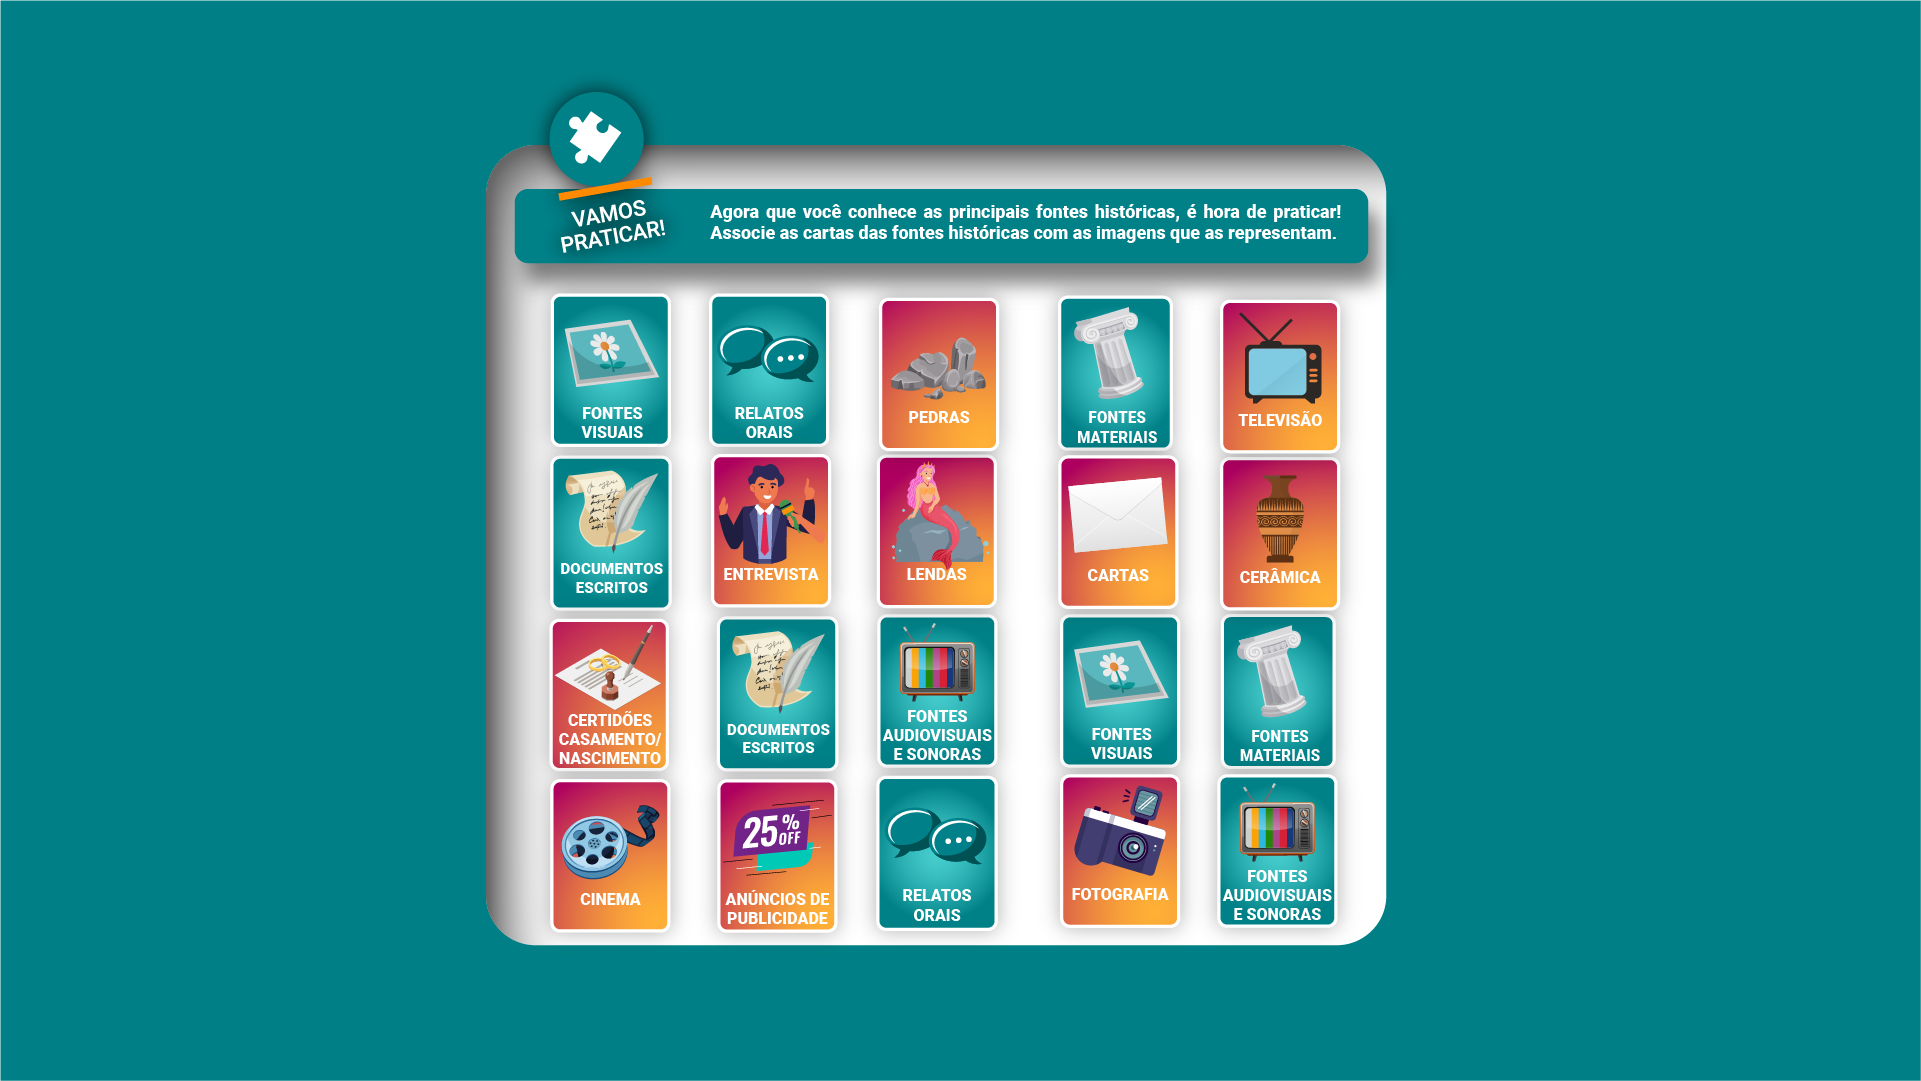 VAMOS
PRATICAR!
Agora que você conhece as principais fontes históricas, é hora de praticar!
Associe as cartas das fontes históricas com as imagens que as representam.
FONTES
VISUAIS
RELATOS
ORAIS
PEDRAS
FONTES
MATERIAIS
TELEVISÃO
DOCUMENTOS
ESCRITOS
ENTREVISTA
LENDAS
CARTAS
CERÂMICA
CERTIDÕES
CASAMENTO/
NASCIMENTO
DOCUMENTOS
ESCRITOS
FONTES
AUDIOVISUAIS
E SONORAS
FONTES
VISUAIS
FONTES
MATERIAIS
CINEMA
25%
OFF
ANÚNCIOS DE
PUBLICIDADE
RELATOS
ORAIS
FOTOGRAFIA
FONTES
AUDIOVISUAIS
E SONORAS